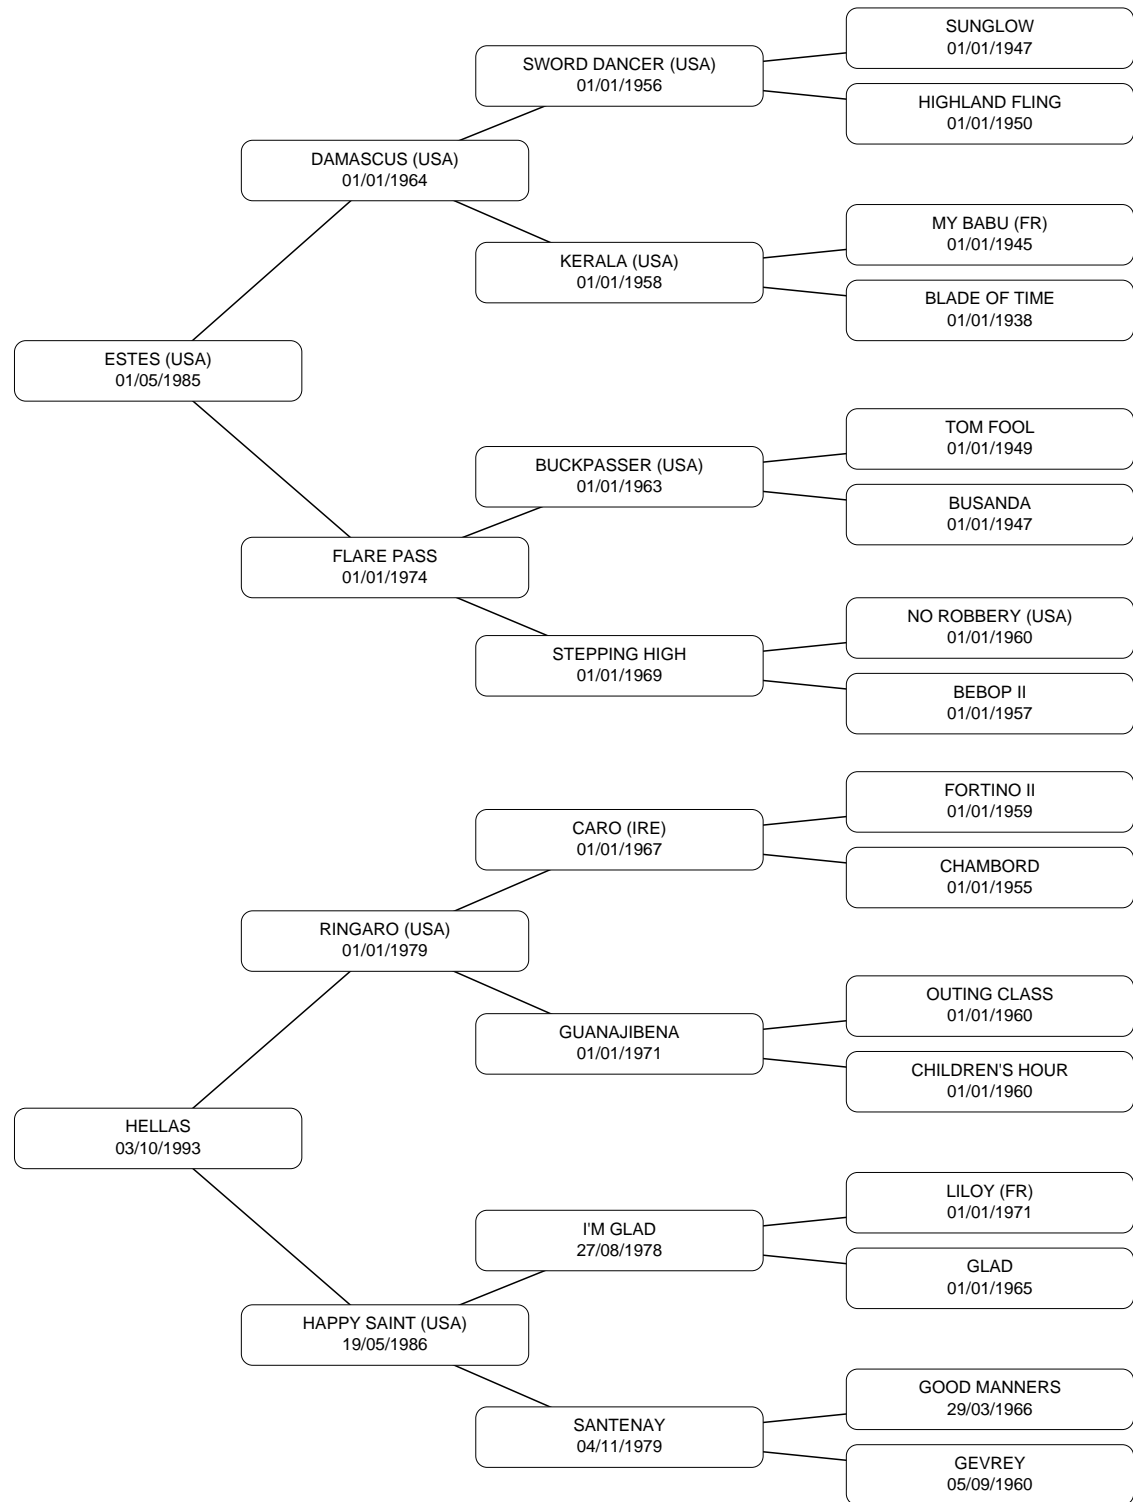 SUNGLOW
01/01/1947
SWORD DANCER (USA)
01/01/1956
HIGHLAND FLING
01/01/1950
DAMASCUS (USA)
01/01/1964
MY BABU (FR)
01/01/1945
KERALA (USA)
01/01/1958
BLADE OF TIME
01/01/1938
ESTES (USA)
01/05/1985
TOM FOOL
01/01/1949
BUCKPASSER (USA)
01/01/1963
BUSANDA
01/01/1947
FLARE PASS
01/01/1974
NO ROBBERY (USA)
01/01/1960
STEPPING HIGH
01/01/1969
BEBOP II
01/01/1957
FORTINO II
01/01/1959
CARO (IRE)
01/01/1967
CHAMBORD
01/01/1955
RINGARO (USA)
01/01/1979
OUTING CLASS
01/01/1960
GUANAJIBENA
01/01/1971
CHILDREN'S HOUR
01/01/1960
HELLAS
03/10/1993
LILOY (FR)
01/01/1971
I'M GLAD
27/08/1978
GLAD
01/01/1965
HAPPY SAINT (USA)
19/05/1986
GOOD MANNERS
29/03/1966
SANTENAY
04/11/1979
GEVREY
05/09/1960